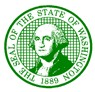 THE SEAL OF THE STATE OF WASHINGTON
1889